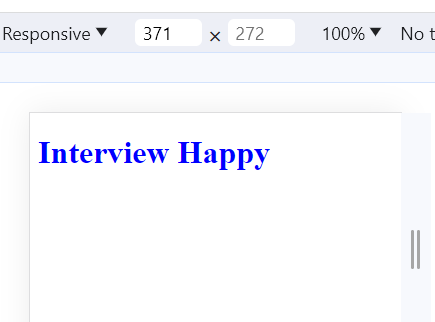 Responsive ▼ 371 × 272 100% ▼ No t
Interview Happy